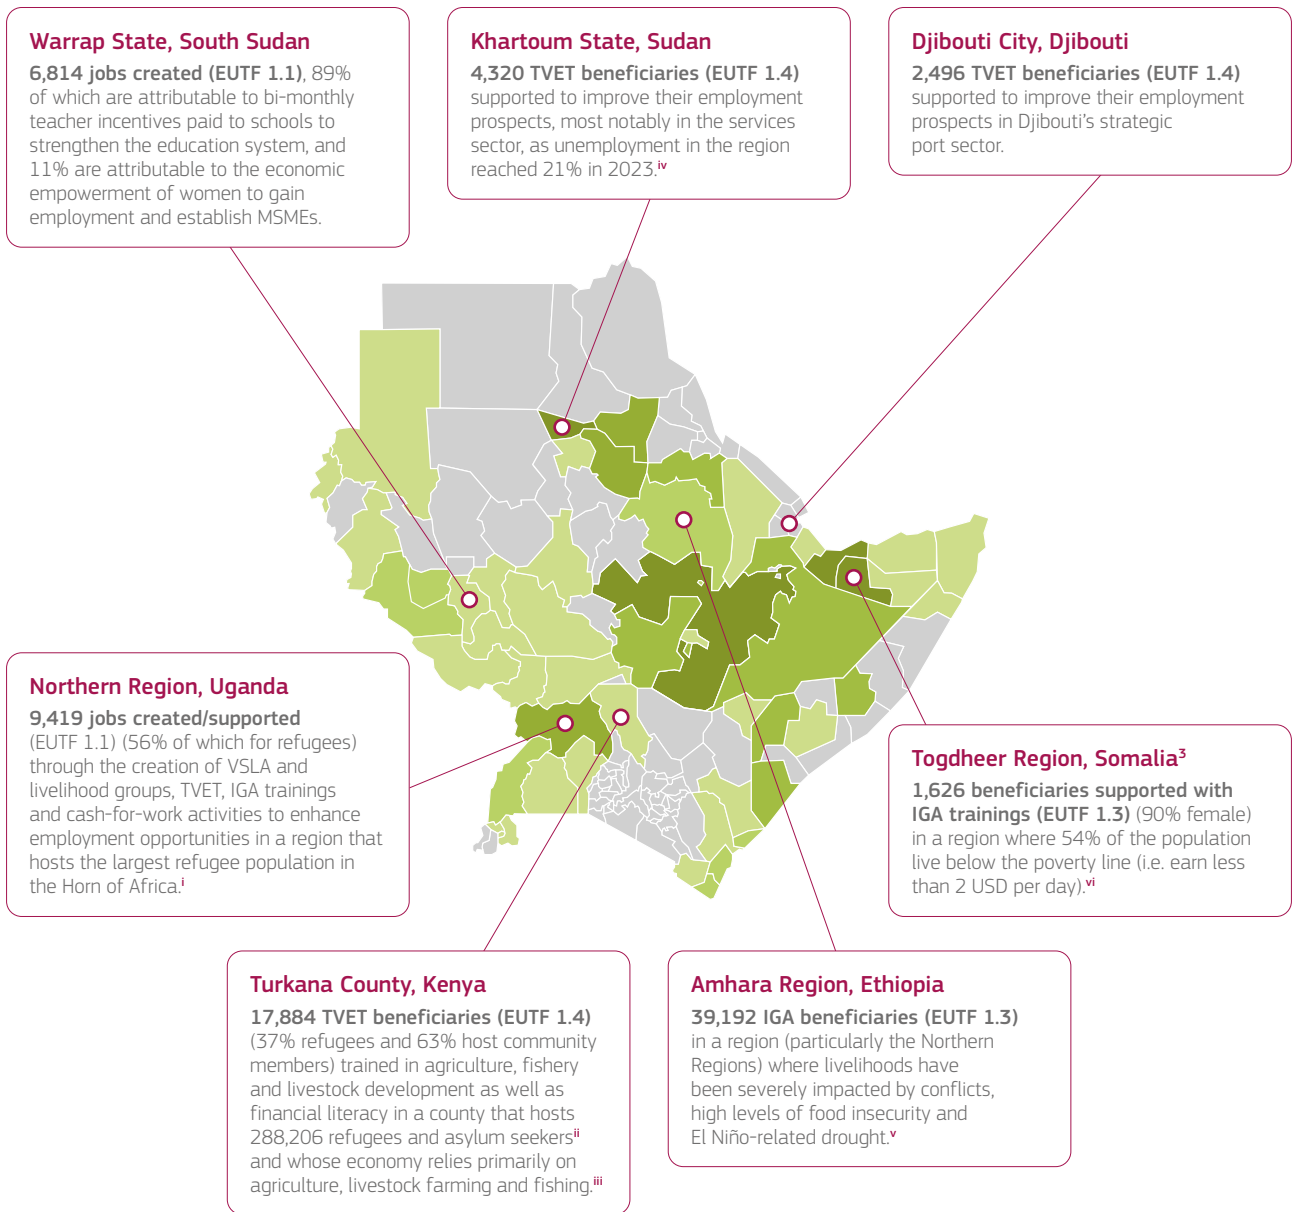 Warrap State, South Sudan
6,814 jobs created (EUTF 1.1), 89%
of which are attributable to bi-monthly
teacher incentives paid to schools to
strengthen the education system, and
11% are attributable to the economic
empowerment of women to gain
employment and establish MSMEs.
Khartoum State, Sudan
4,320 TVET beneficiaries (EUTF 1.4)
supported to improve their employment
prospects, most notably in the services
sector, as unemployment in the region
reached 21% in 2023.iv
Djibouti City, Djibouti
2,496 TVET beneficiaries (EUTF 1.4)
supported to improve their employment
prospects in Djibouti's strategic
port sector.
Northern Region, Uganda
9,419 jobs created/supported
(EUTF 1.1) (56% of which for refugees)
through the creation of VSLA and
livelihood groups, TVET, IGA trainings
and cash-for-work activities to enhance
employment opportunities in a region that
hosts the largest refugee population in
the Horn of Africa.i
Togdheer Region, Somalia3
1,626 beneficiaries supported with
IGA trainings (EUTF 1.3) (90% female)
in a region where 54% of the population
live below the poverty line (i.e. earn less
than 2 USD per day).vi
Turkana County, Kenya
17,884 TVET beneficiaries (EUTF 1.4)
(37% refugees and 63% host community
members) trained in agriculture, fishery
and livestock development as well as
financial literacy in a county that hosts
288,206 refugees and asylum seekersii
and whose economy relies primarily on
agriculture, livestock farming and fishing.iii
Amhara Region, Ethiopia
39,192 IGA beneficiaries (EUTF 1.3)
in a region (particularly the Northern
Regions) where livelihoods have
been severely impacted by conflicts,
high levels of food insecurity and
El Niño-related drought.v